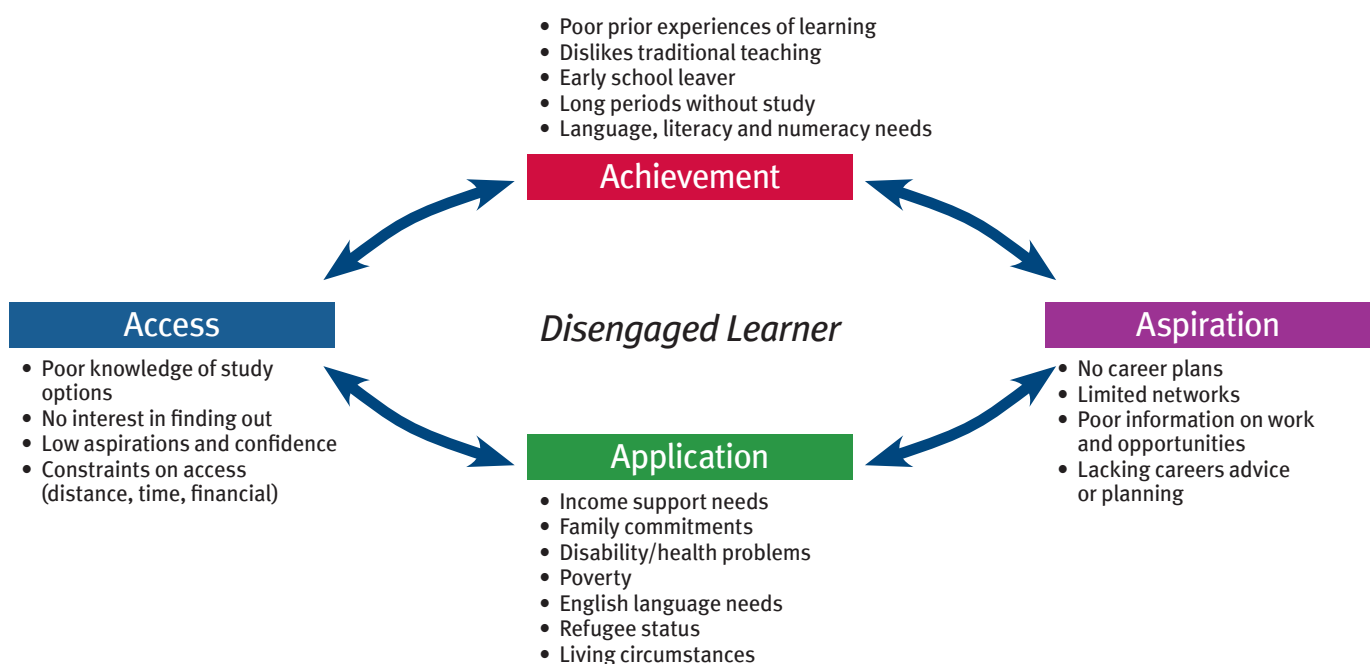 • Poor prior experiences of learning
• Dislikes traditional teaching
• Early school leaver
• Long periods without study
• Language, literacy and numeracy needs
Achievement
Access
• Poor knowledge of study
options
• No interest in finding out
• Low aspirations and confidence
• Constraints on access
(distance, time, financial)
Disengaged Learner
Aspiration
• No career plans
• Limited networks
• Poor information on work
and opportunities
• Lacking careers advice
or planning
Application
• Income support needs
• Family commitments
• Disability/health problems
• Poverty
• English language needs
• Refugee status
• Living circumstances